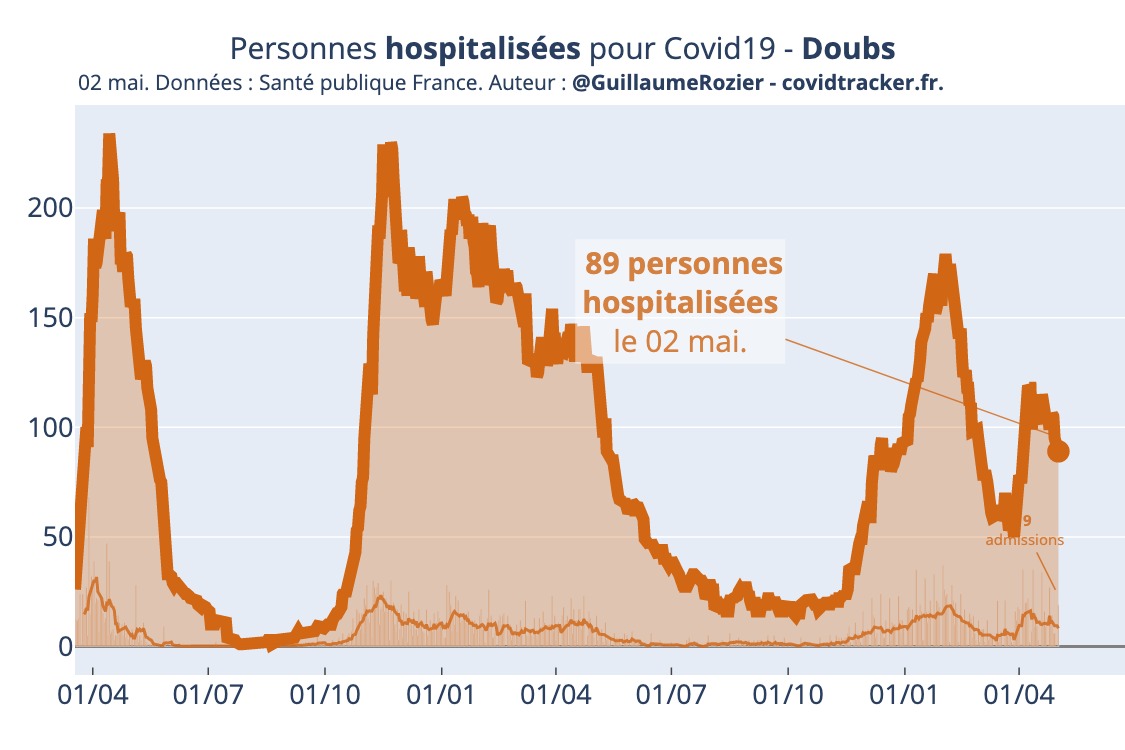 Personnes hospitalisées pour Covid19 - Doubs
02 mai. Données : Santé publique France. Auteur : @GuillaumeRozier - covidtracker.fr.
200
150
100
50
0
89 personnes
hospitalisées
le 02 mai.
9
admissions
01/04 01/07 01/10 01/01 01/04 01/07 01/10 01/01 01/04